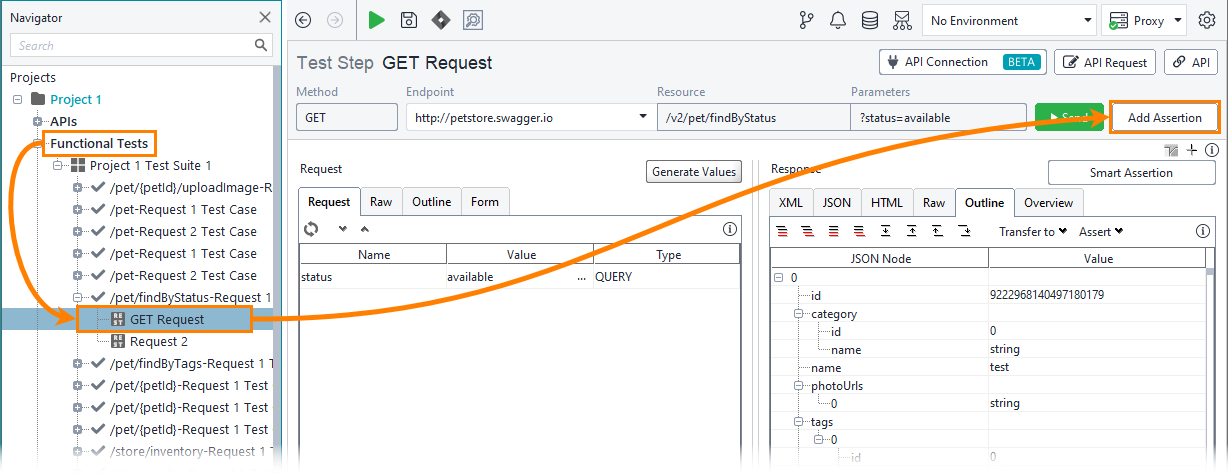 Navigator
Search
Projects
Project 1
APIs
Functional Tests
Project 1 Test Suite 1
/pet/{petId}/uploadImage-R
/pet-Request 1 Test Case
/pet-Request 2 Test Case
/pet-Request 1 Test Case
/pet-Request 2 Test Case
/pet/findByStatus-Request 1
REST GET Request
REST Request 2
/pet/findByTags-Request 1 T
/pet/{petId}-Request 1 Test
/pet/{petId}-Request 1 Test
/pet/{petId}-Request 1 Test
/store/inventory-Request 1
No Environment
Proxy
Test Step GET Request
API Connection BETA
API Request
API
Method Endpoint Resource Parameters
GET http://petstore.swagger.io /v2/pet/findByStatus ?status=available Send Add Assertion
Request
Generate Values
Request Raw Outline Form
Name Value Type
status available ... QUERY
Response
Smart Assertion
XML JSON HTML Raw Outline Overview
Transfer to Assert
JSON Node Value
0
id 9222968140497180179
category
id 0
name string
name test
photoUrls
0 string
tags
0
id 0